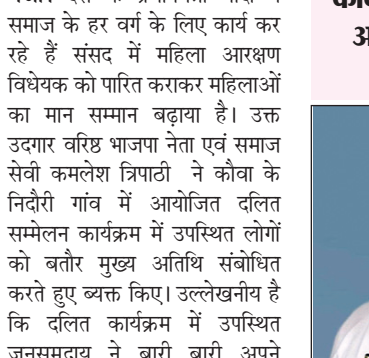 समाज के हर वर्ग के लिए कार्य कर
रहे हैं संसद में महिला आरक्षण
विधेयक को पारित कराकर महिलाओं
का मान सम्मान बढ़ाया है। उक्त
उदगार वरिष्ठ भाजपा नेता एवं समाज
सेवी कमलेश त्रिपाठी ने कौवा के
निदौरी गांव में आयोजित दलित
सम्मेलन कार्यक्रम में उपस्थित लोगों
को बतौर मुख्य अतिथि संबोधित
करते हुए ब्यक्त किए। उल्लेखनीय है
कि दलित कार्यक्रम में उपस्थित
जनसमुदाय ने बारी बारी अपने